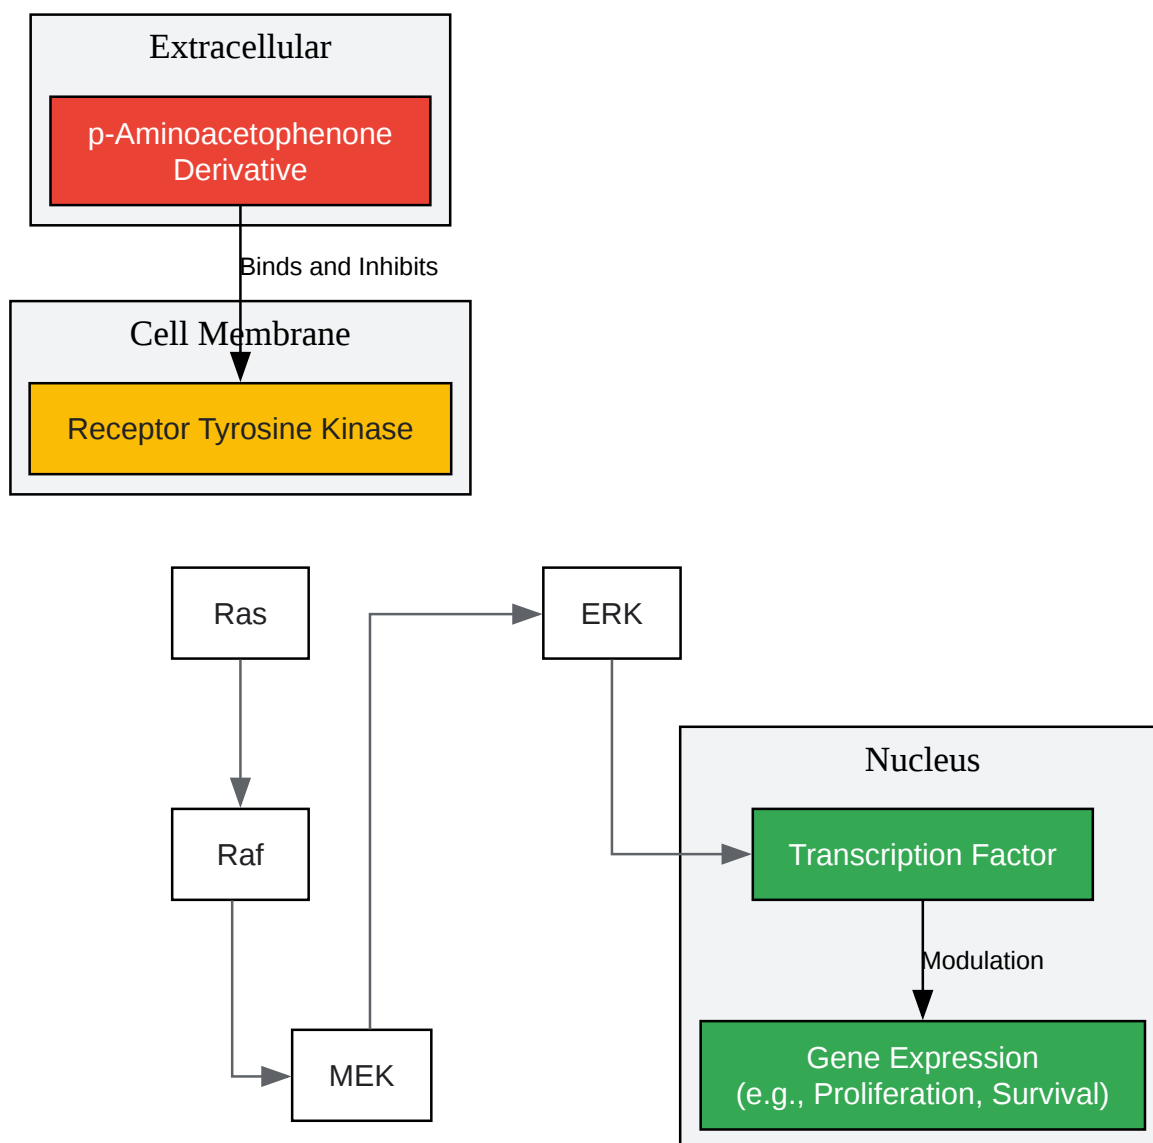 Extracellular
p-Aminoacetophenone
Derivative
Binds and Inhibits
Cell Membrane
Receptor Tyrosine Kinase
Ras
ERK
Nucleus
Raf
Transcription Factor
Modulation
MEK
Gene Expression
(e.g., Proliferation, Survival)